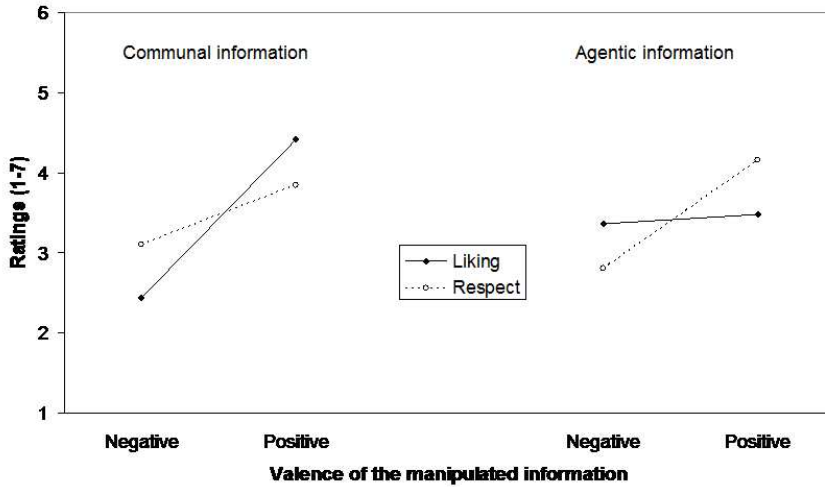 6
Communal information
Agentic information
5
4
Ratings (1-7)
3
Liking
Respect
2
1
Negative Positive Negative Positive
Valence of the manipulated information